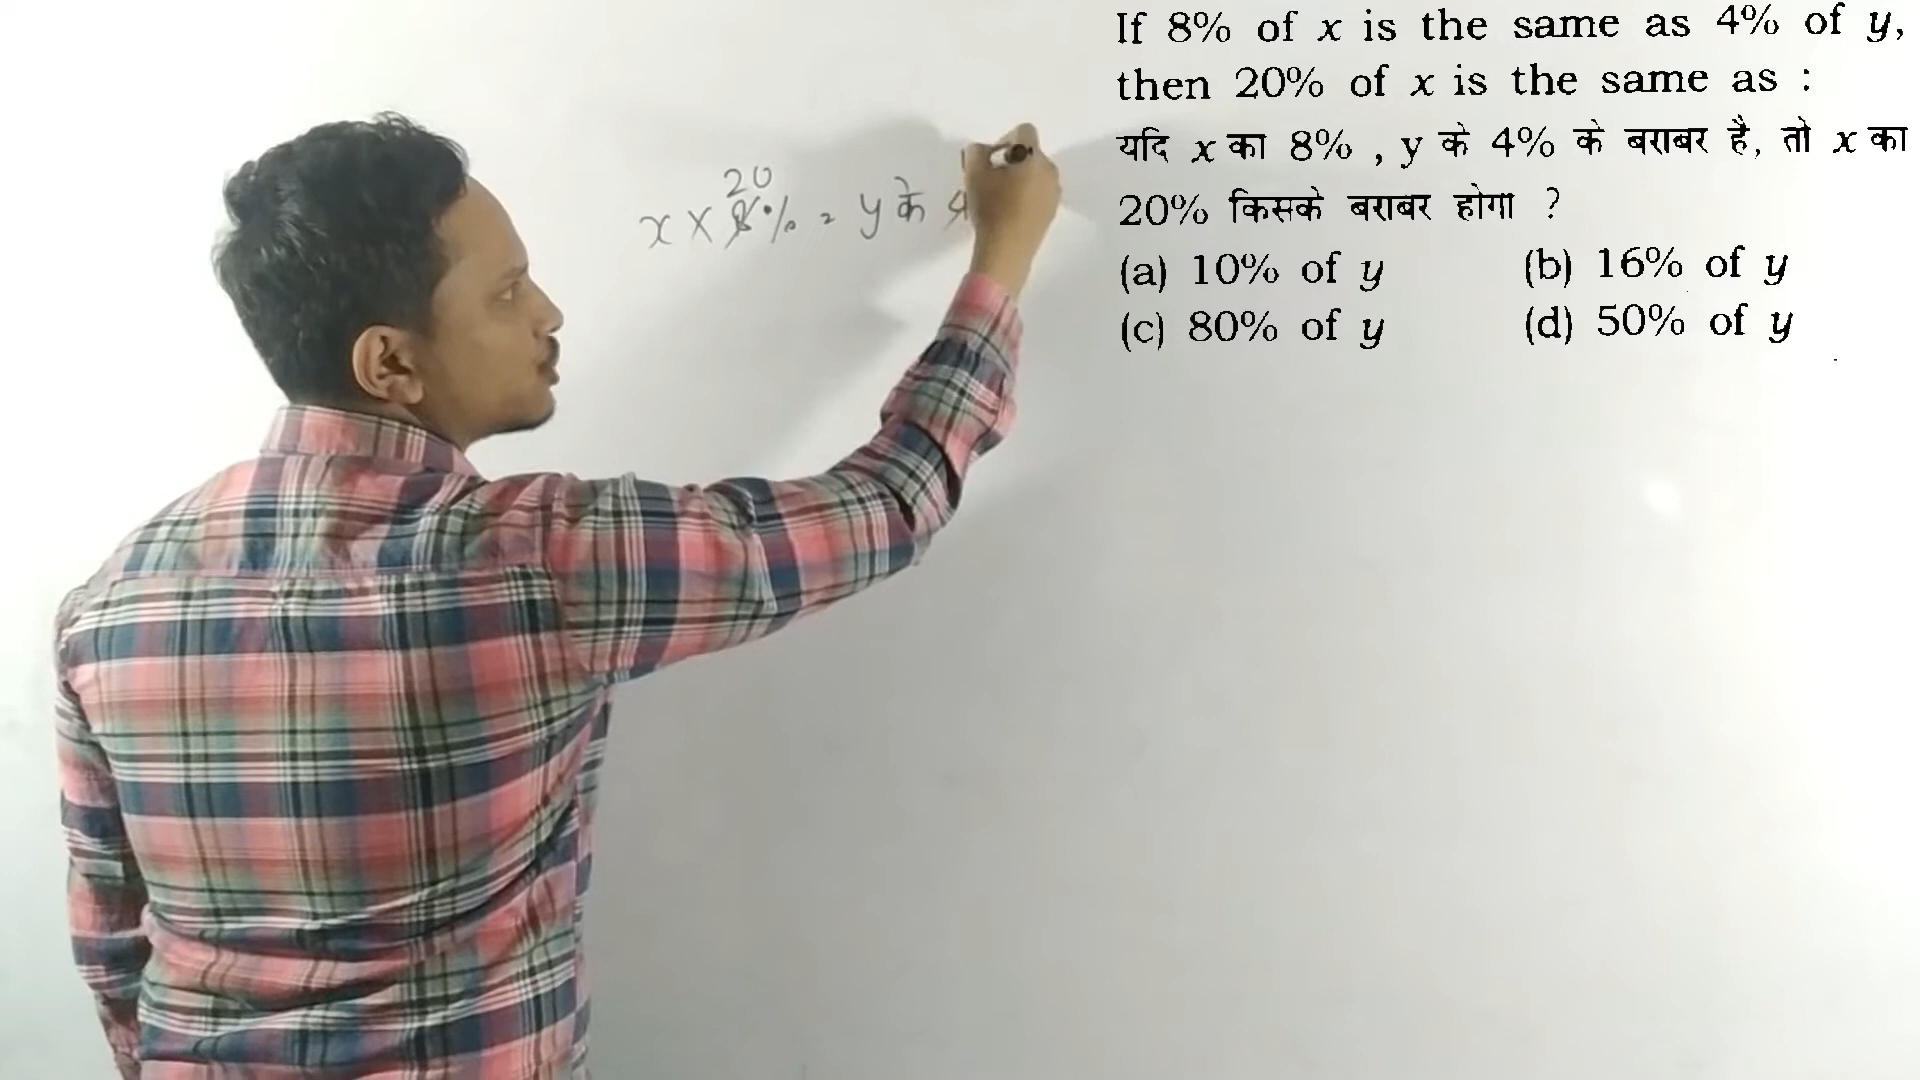 If 8% of x is the same as 4% of y,
then 20% of x is the same as :
यदि x का 8% , y के 4% के बराबर है, तो x का
20% किसके बराबर होगा ?
(a) 10% of y (b) 16% of y
(c) 80% of y (d) 50% of y
20
x × 8% = y के 4